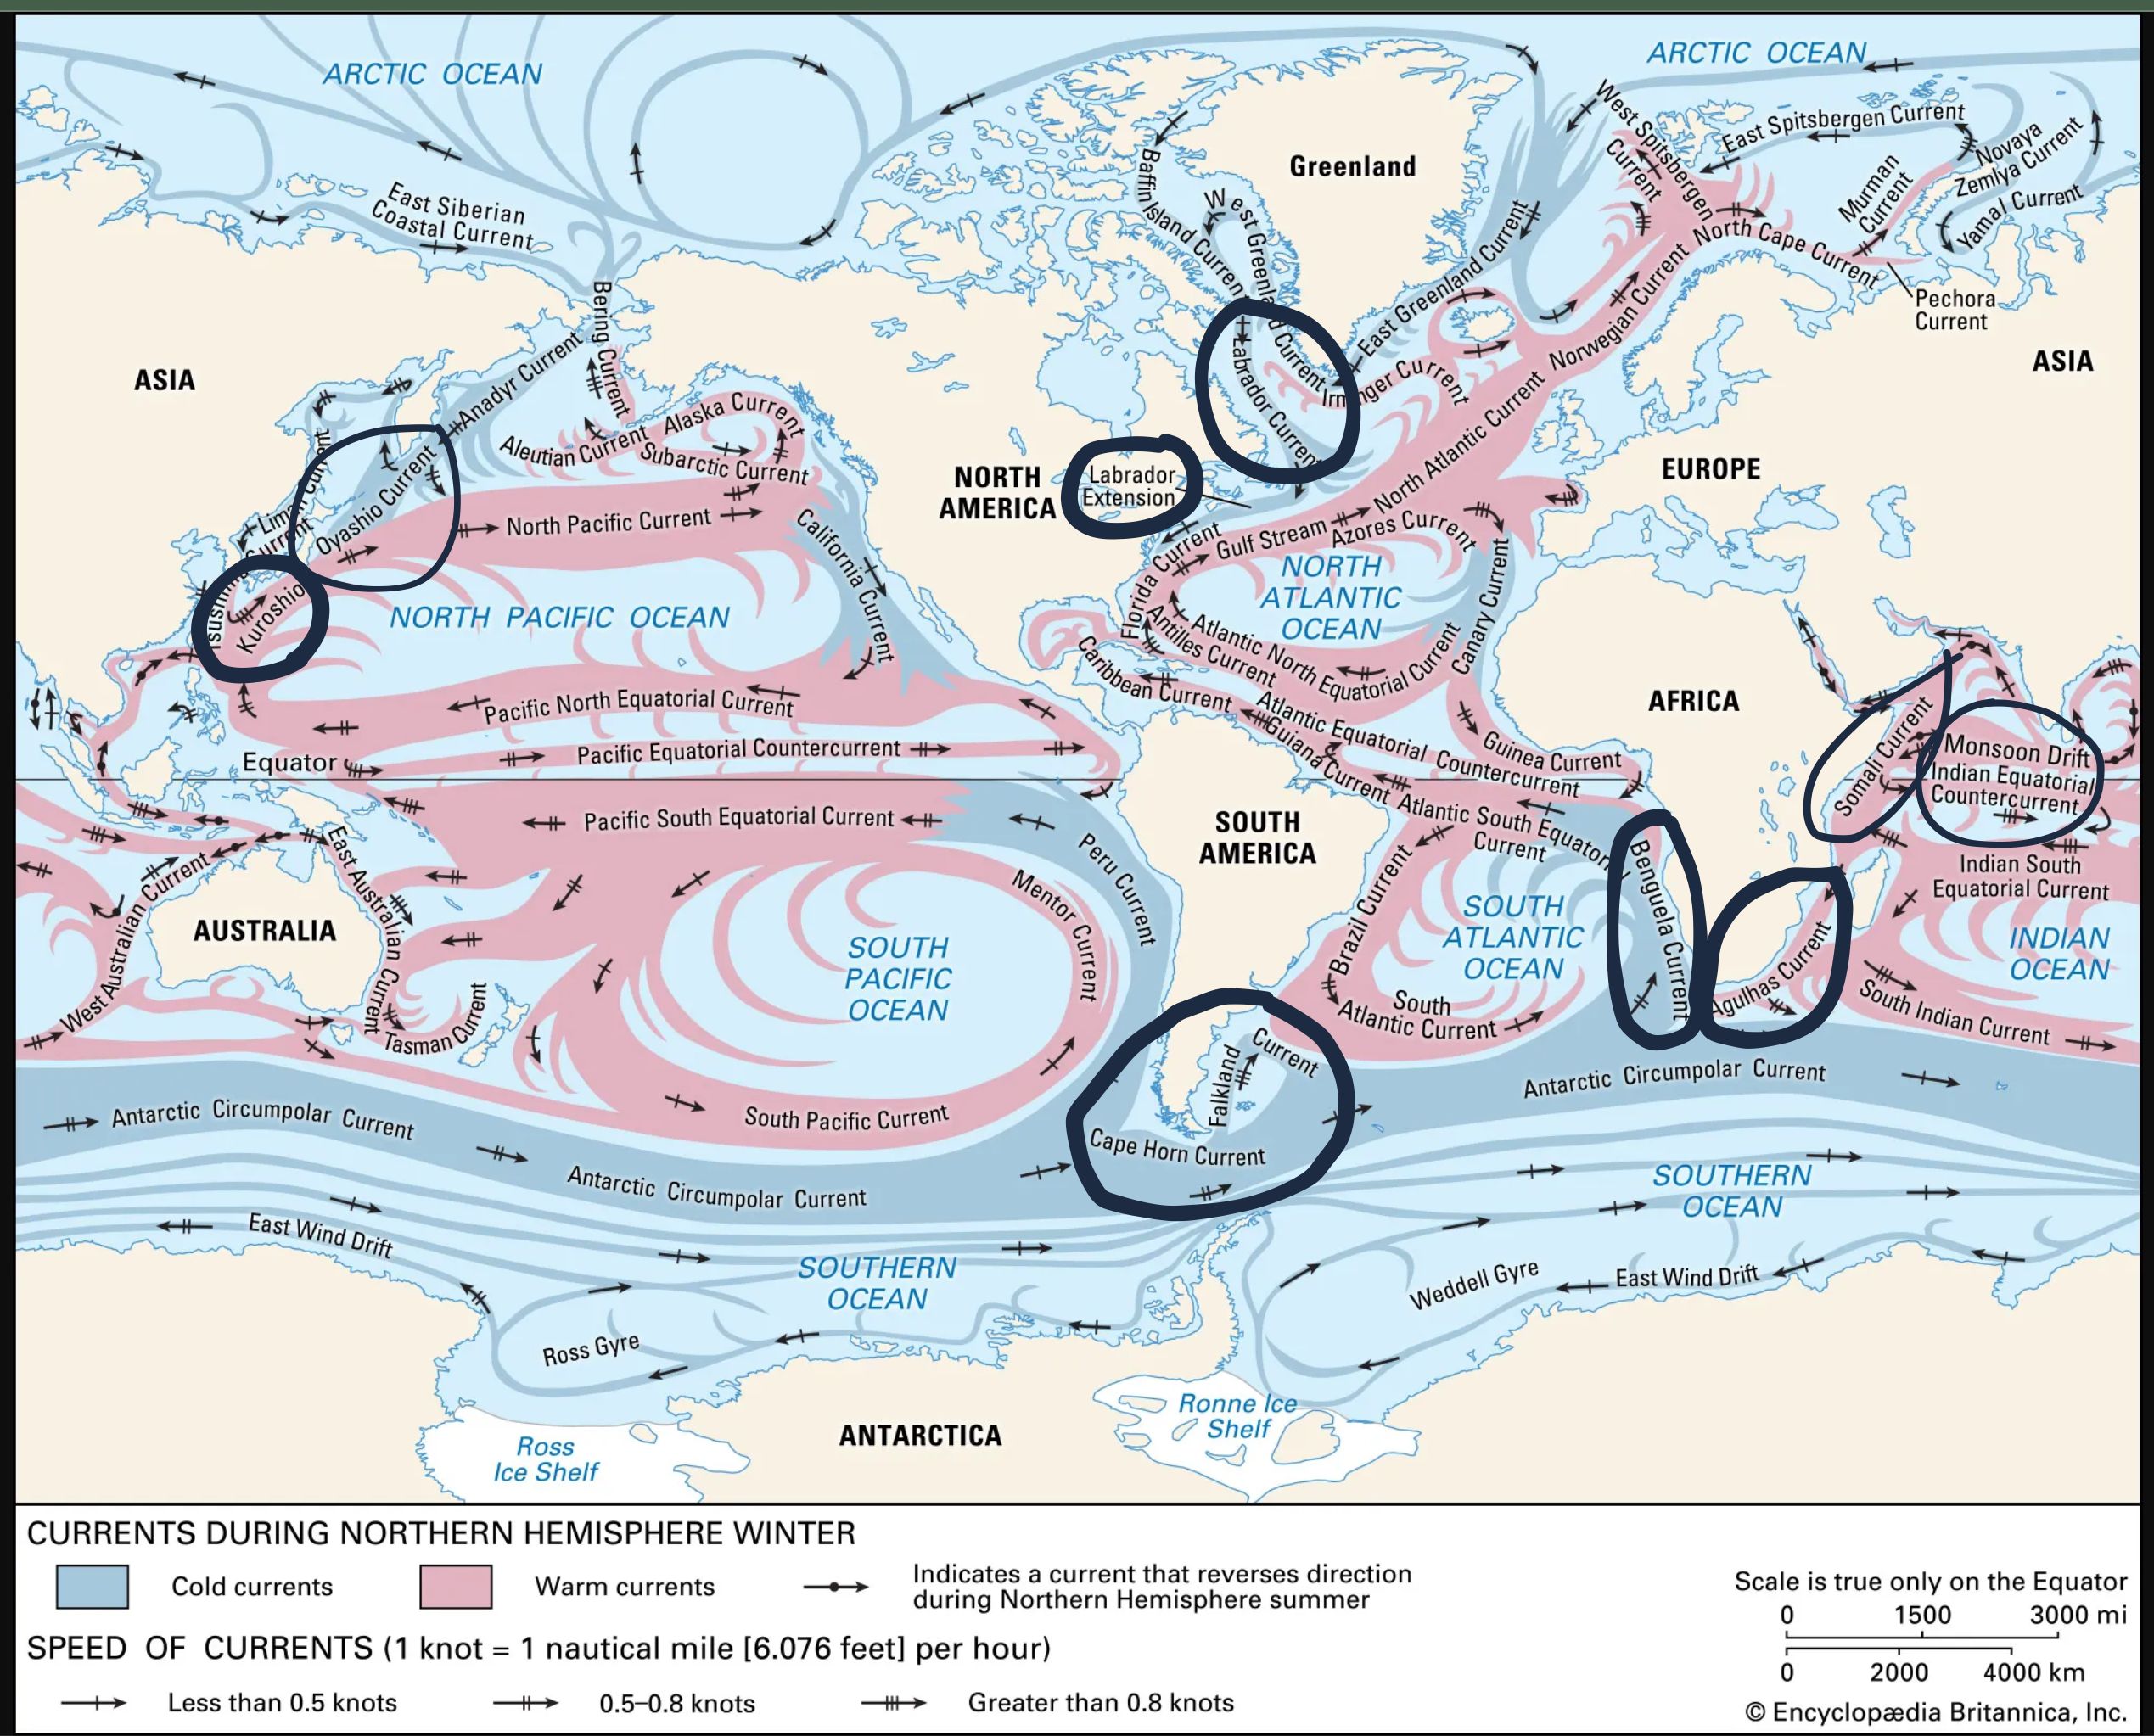 ARCTIC OCEAN
ARCTIC OCEAN
West Spitsbergen
Current
East Spitsbergen Current
Novaya
Zemlya Current
Murman
Current
Yamal Current
North Cape Current
Pechora
Current
Norwegian Current
Greenland
Baffin Island Current
West Greenland Current
East Greenland Current
Irminger Current
Labrador Current
East Siberian
Coastal Current
Bering Current
Anadyr Current
ASIA
ASIA
Aleutian Current
Alaska Current
Subarctic Current
Oyashio Current
Liman Current
Kuroshio
North Pacific Current
California Current
NORTH PACIFIC OCEAN
NORTH
AMERICA
Labrador
Extension
EUROPE
North Atlantic Current
Gulf Stream
Azores Current
Florida Current
NORTH
ATLANTIC
OCEAN
Canary Current
Antilles Current
Atlantic North Equatorial Current
Caribbean Current
Pacific North Equatorial Current
Pacific Equatorial Countercurrent
Equator
Pacific South Equatorial Current
Atlantic Equatorial Countercurrent
Guiana Current
Guinea Current
Atlantic South Equatorial
Current
AFRICA
Somali Current
Monsoon Drift
Indian Equatorial
Countercurrent
Indian South
Equatorial Current
SOUTH
AMERICA
Peru Current
Mentor Current
AUSTRALIA
West Australian Current
East Australian Current
Tasman Current
SOUTH
PACIFIC
OCEAN
Brazil Current
SOUTH
ATLANTIC
OCEAN
South
Atlantic Current
Benguela Current
Agulhas Current
INDIAN
OCEAN
South Indian Current
Falkland
Current
Cape Horn Current
South Pacific Current
Antarctic Circumpolar Current
Antarctic Circumpolar Current
Antarctic Circumpolar Current
East Wind Drift
East Wind Drift
SOUTHERN
OCEAN
SOUTHERN
OCEAN
Ross Gyre
Weddell Gyre
Ross
Ice Shelf
ANTARCTICA
Ronne Ice
Shelf
CURRENTS DURING NORTHERN HEMISPHERE WINTER
Cold currents
Warm currents
Indicates a current that reverses direction
during Northern Hemisphere summer
SPEED OF CURRENTS (1 knot = 1 nautical mile [6.076 feet] per hour)
Less than 0.5 knots
0.5–0.8 knots
Greater than 0.8 knots
Scale is true only on the Equator
0 1500 3000 mi
0 2000 4000 km
© Encyclopædia Britannica, Inc.